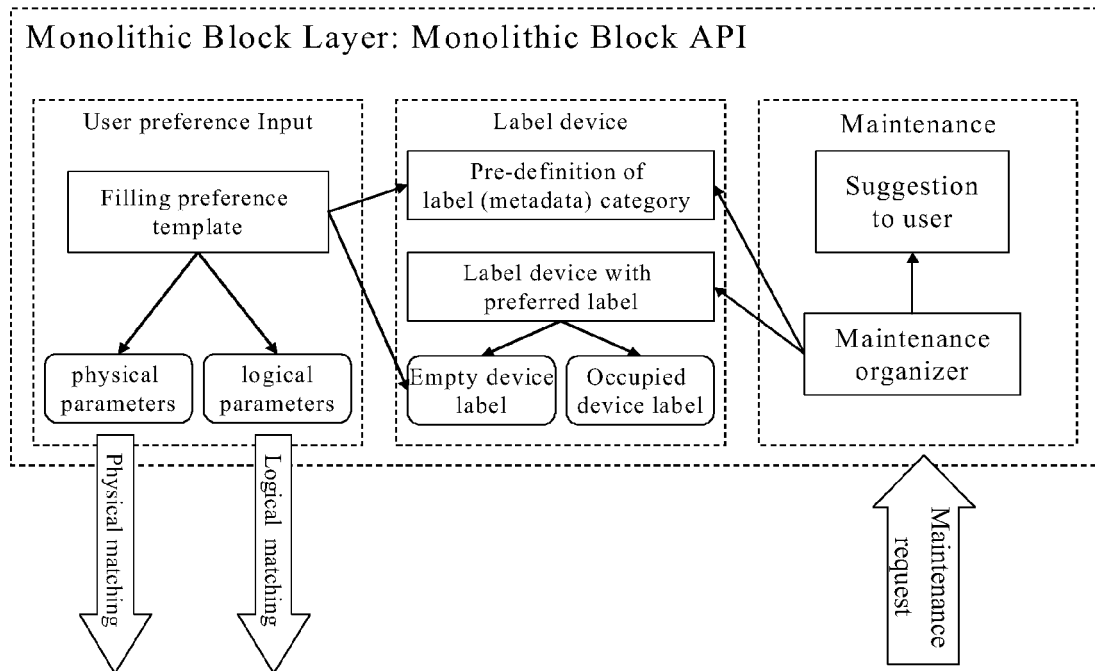 Monolithic Block Layer: Monolithic Block API
User preference Input
Filling preference
template
physical
parameters
logical
parameters
Physical matching
Logical matching
Label device
Pre-definition of
label (metadata) category
Label device with
preferred label
Empty device
label
Occupied
device label
Maintenance
Suggestion
to user
Maintenance
organizer
Maintenance
request